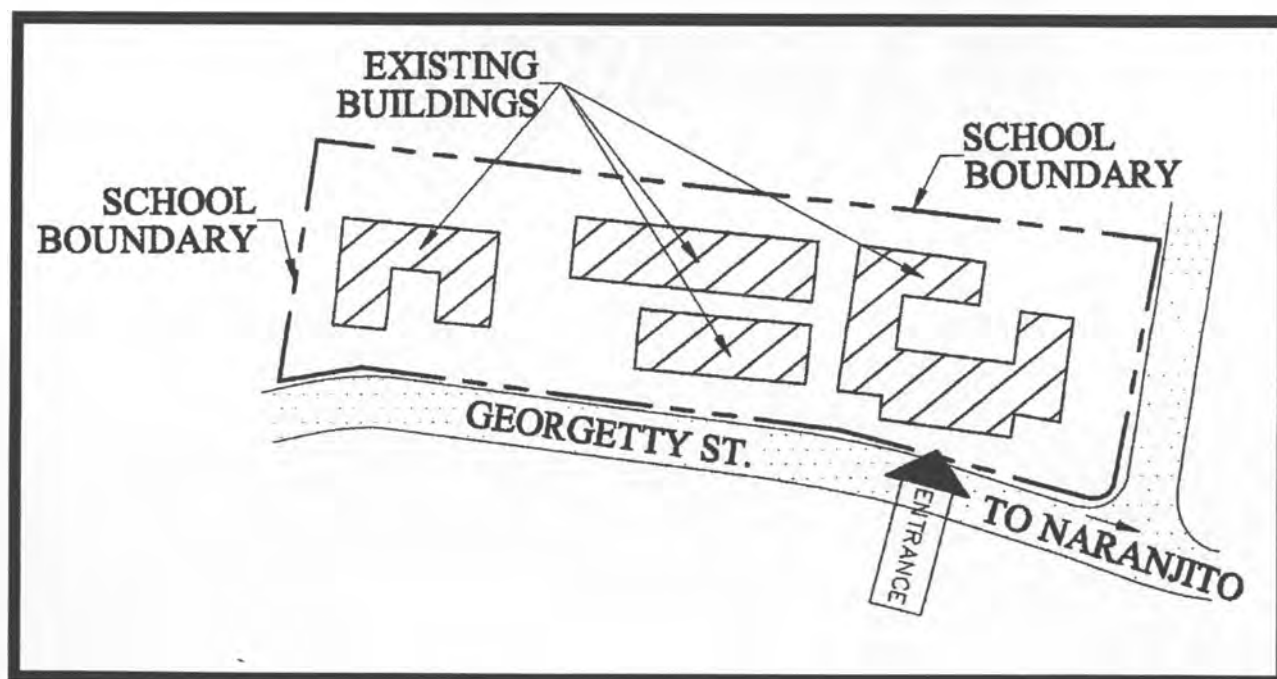 EXISTING
BUILDINGS
SCHOOL
BOUNDARY
SCHOOL
BOUNDARY
GEORGETTY ST.
ENTRANCE
TO NARANJITO